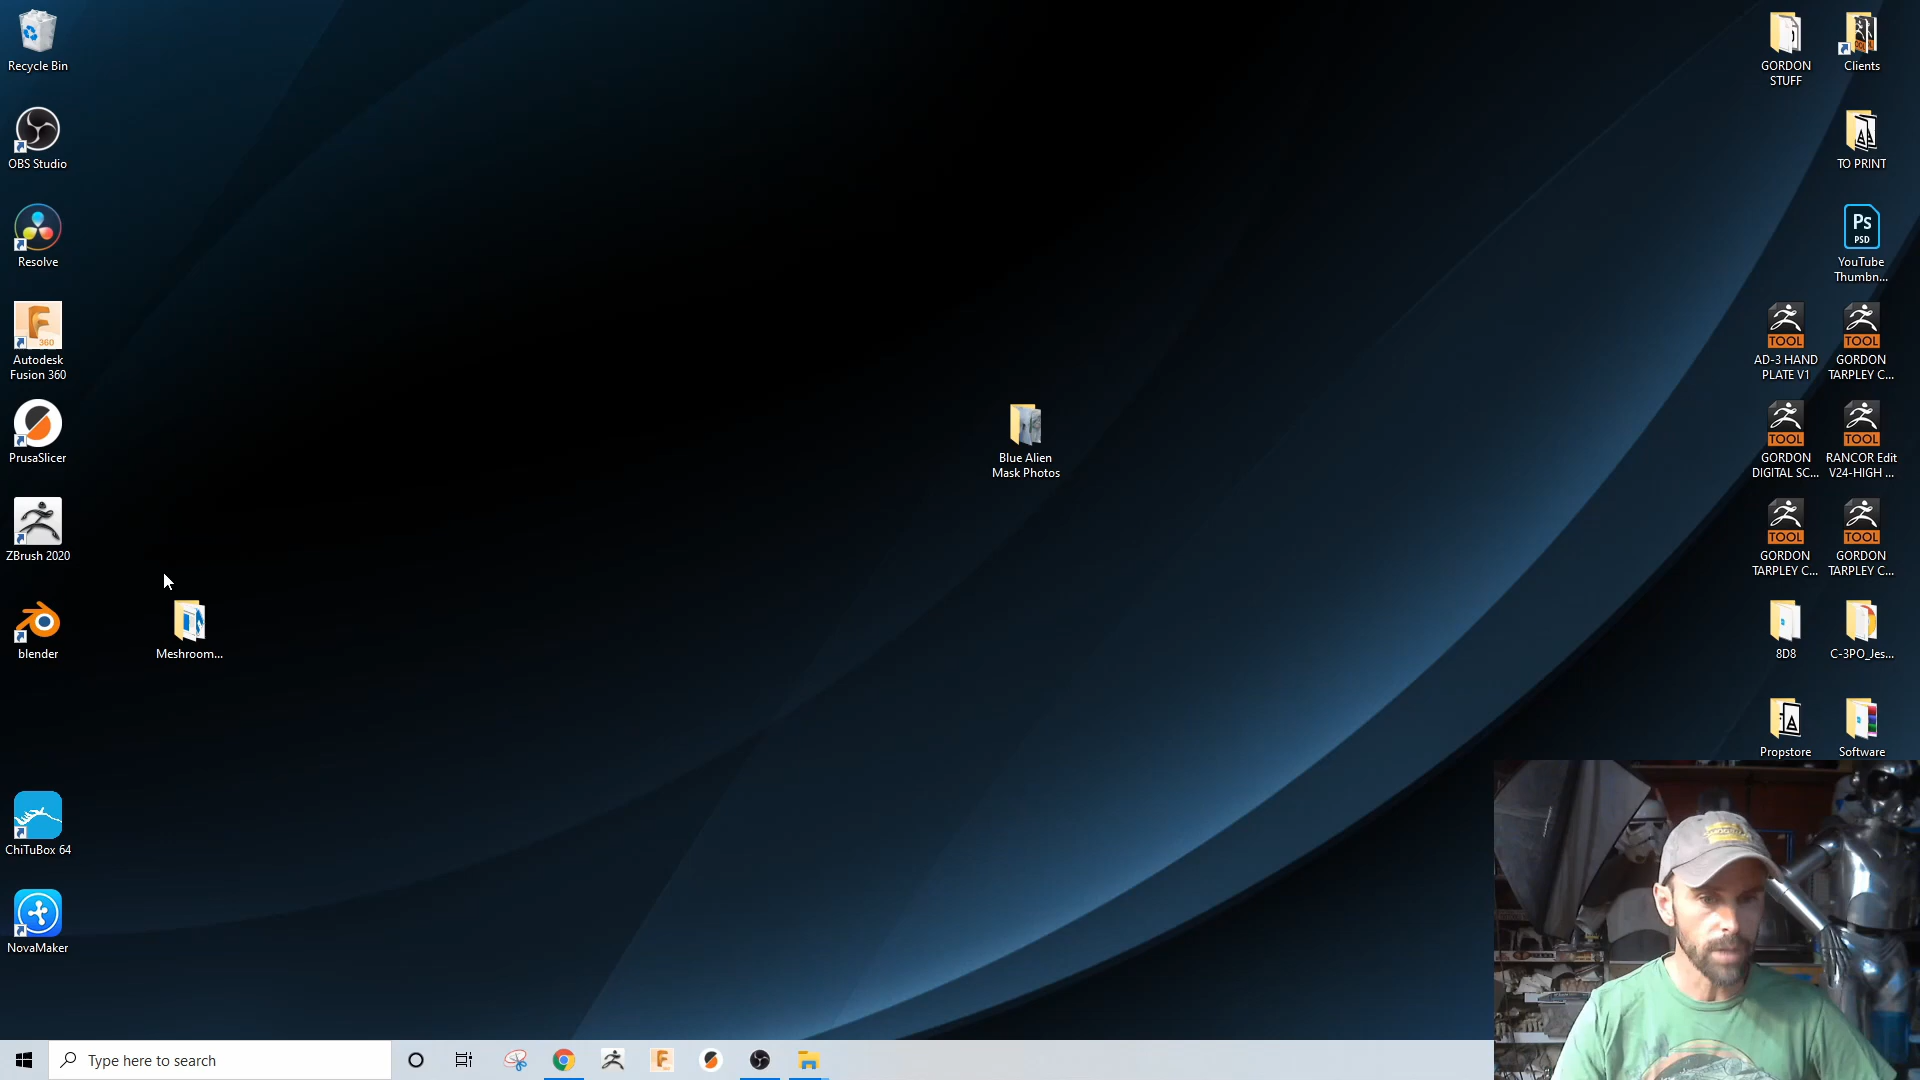 Recycle Bin
OBS Studio
Resolve
Autodesk
Fusion 360
360
PrusaSlicer
ZBrush 2020
blender
Meshroom...
ChiTuBox 64
NovaMaker
Blue Alien
Mask Photos
GORDON
STUFF
Clients
TO PRINT
Ps
PSD
YouTube
Thumbn...
TOOL
AD-3 HAND
PLATE V1
TOOL
GORDON
TARPLEY C...
TOOL
GORDON
DIGITAL SC...
TOOL
RANCOR Edit
V24-HIGH ...
TOOL
GORDON
TARPLEY C...
TOOL
GORDON
TARPLEY C...
8D8
C-3PO_Jes...
Propstore
Software
Type here to search